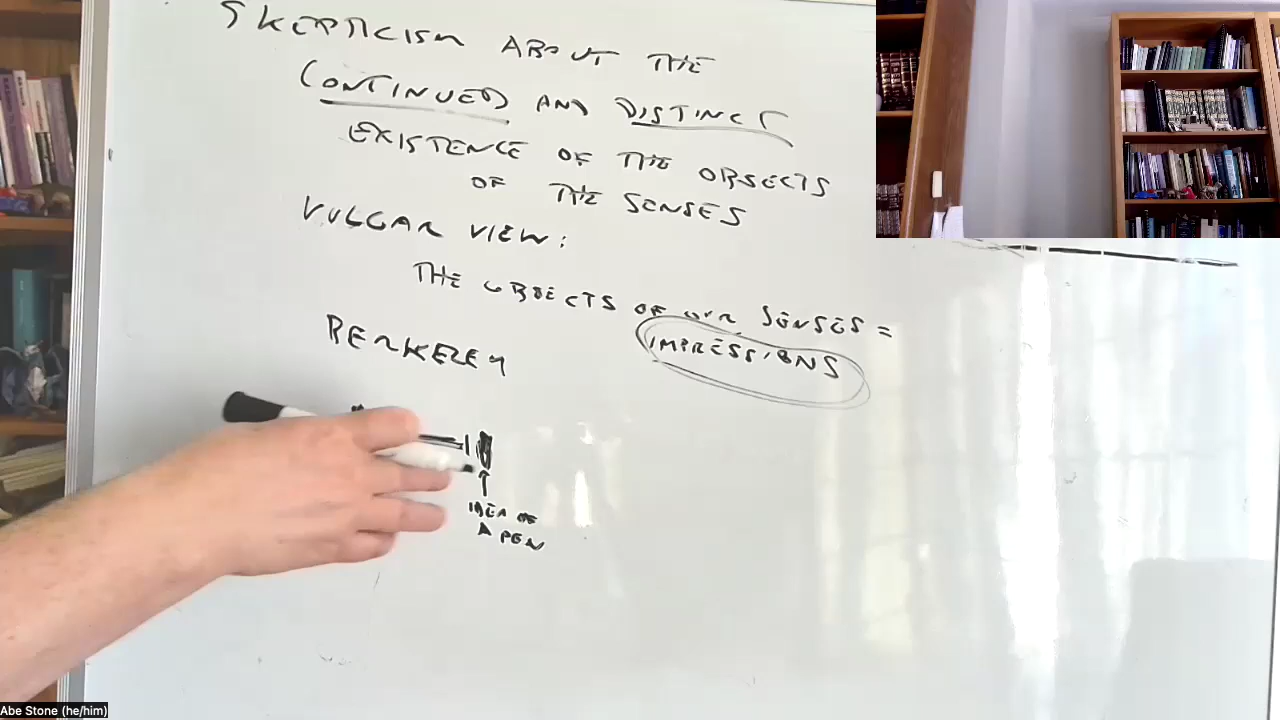 SKEPTICISM ABOUT THE
CONTINUED AND DISTINCT
EXISTENCE OF THE OBJECTS
OF THE SENSES
VULGAR VIEW:
THE OBJECTS OF OUR SENSES =
IMPRESSIONS
BERKELEY
IDEA OF
A PEN
Abe Stone (he/him)